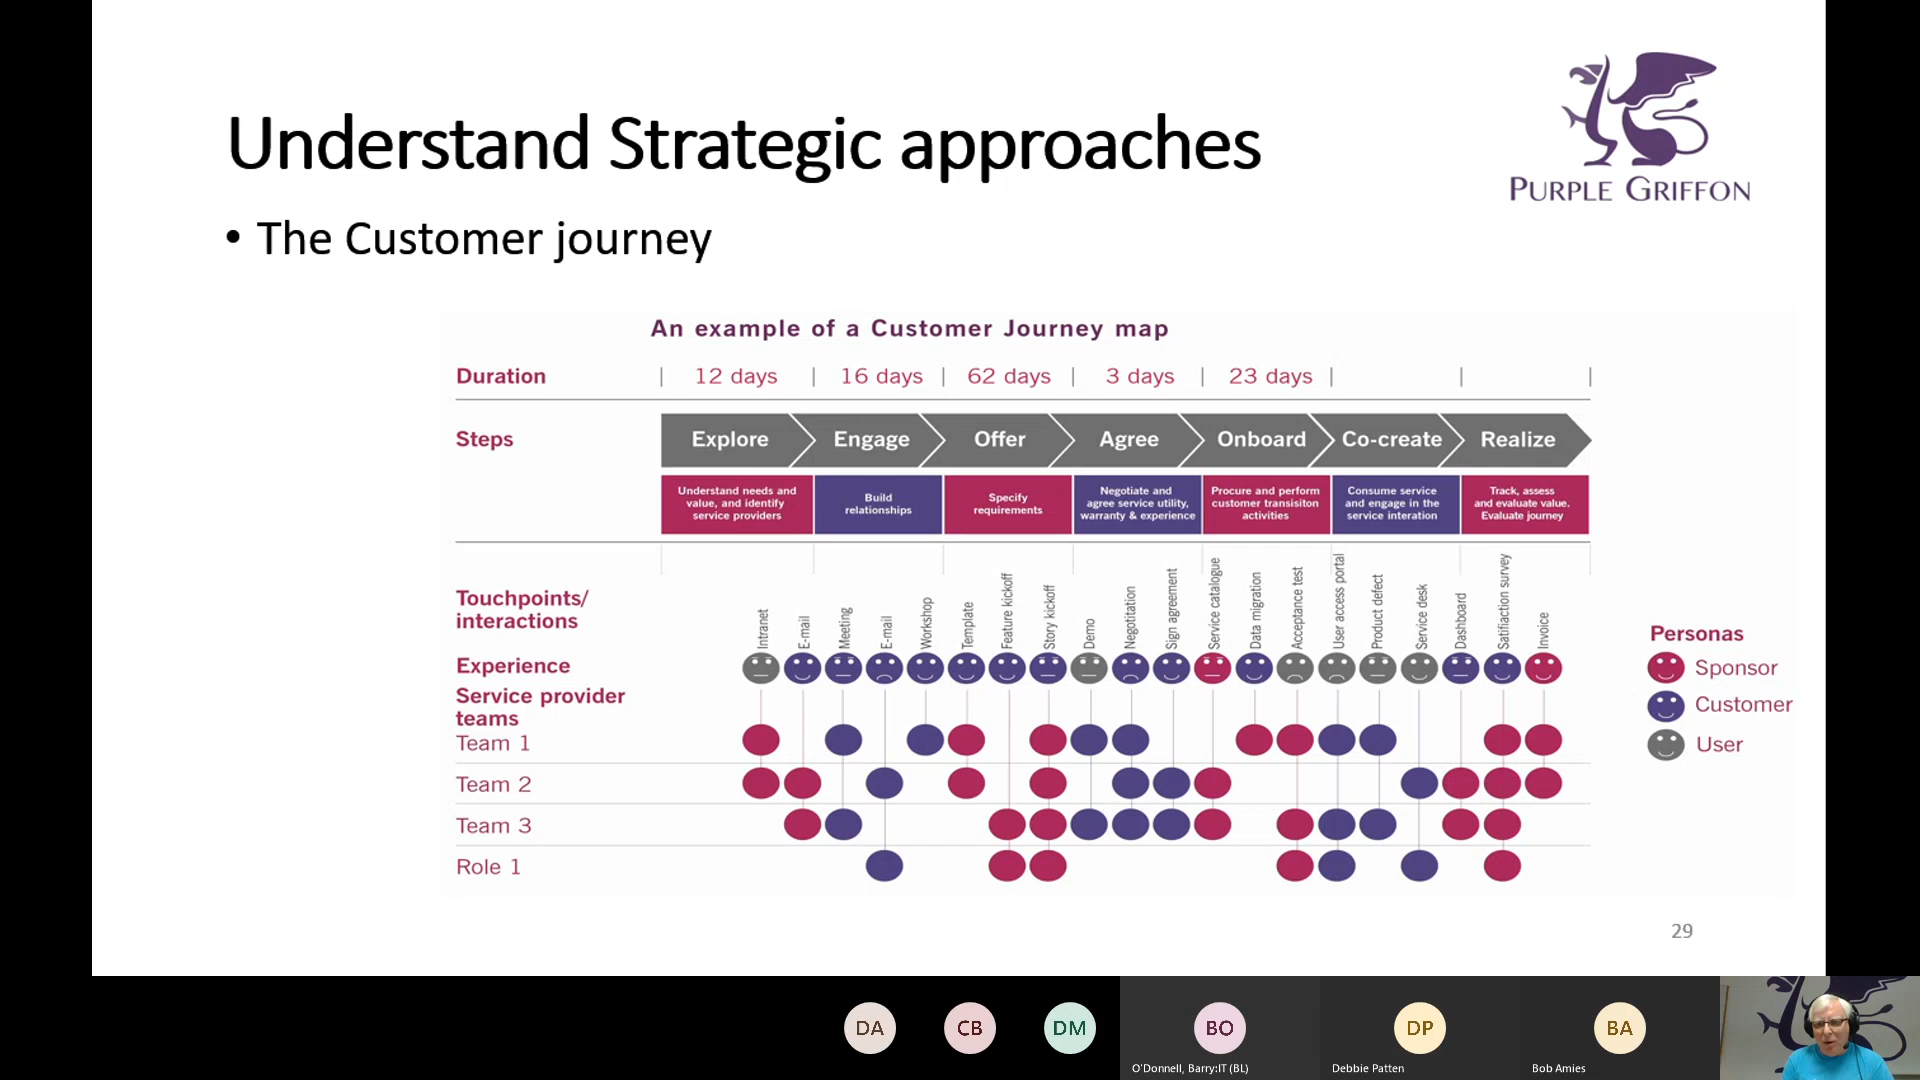 Understand Strategic approaches
PURPLE GRIFFON
• The Customer journey
An example of a Customer Journey map
Duration
12 days
16 days
62 days
3 days
23 days
Steps
Explore
Engage
Offer
Agree
Onboard
Co-create
Realize
Understand needs and
value, and identify
service providers
Build
relationships
Specify
requirements
Negotiate and
agree service utility,
warranty & experience
Procure and perform
customer transisiton
activities
Consume service
and engage in the
service interation
Track, assess
and evaluate value.
Evaluate journey
Touchpoints/
interactions
Intranet
E-mail
Meeting
E-mail
Workshop
Template
Feature kickoff
Story kickoff
Demo
Negotitation
Sign agreement
Service catalogue
Data migration
Acceptance test
User access portal
Product defect
Service desk
Dashboard
Satifiaction survey
Invoice
Experience
Service provider
teams
Team 1
Team 2
Team 3
Role 1
Personas
Sponsor
Customer
User
29
DA
CB
DM
BO
DP
BA
O'Donnell, Barry:IT (BL)
Debbie Patten
Bob Amies